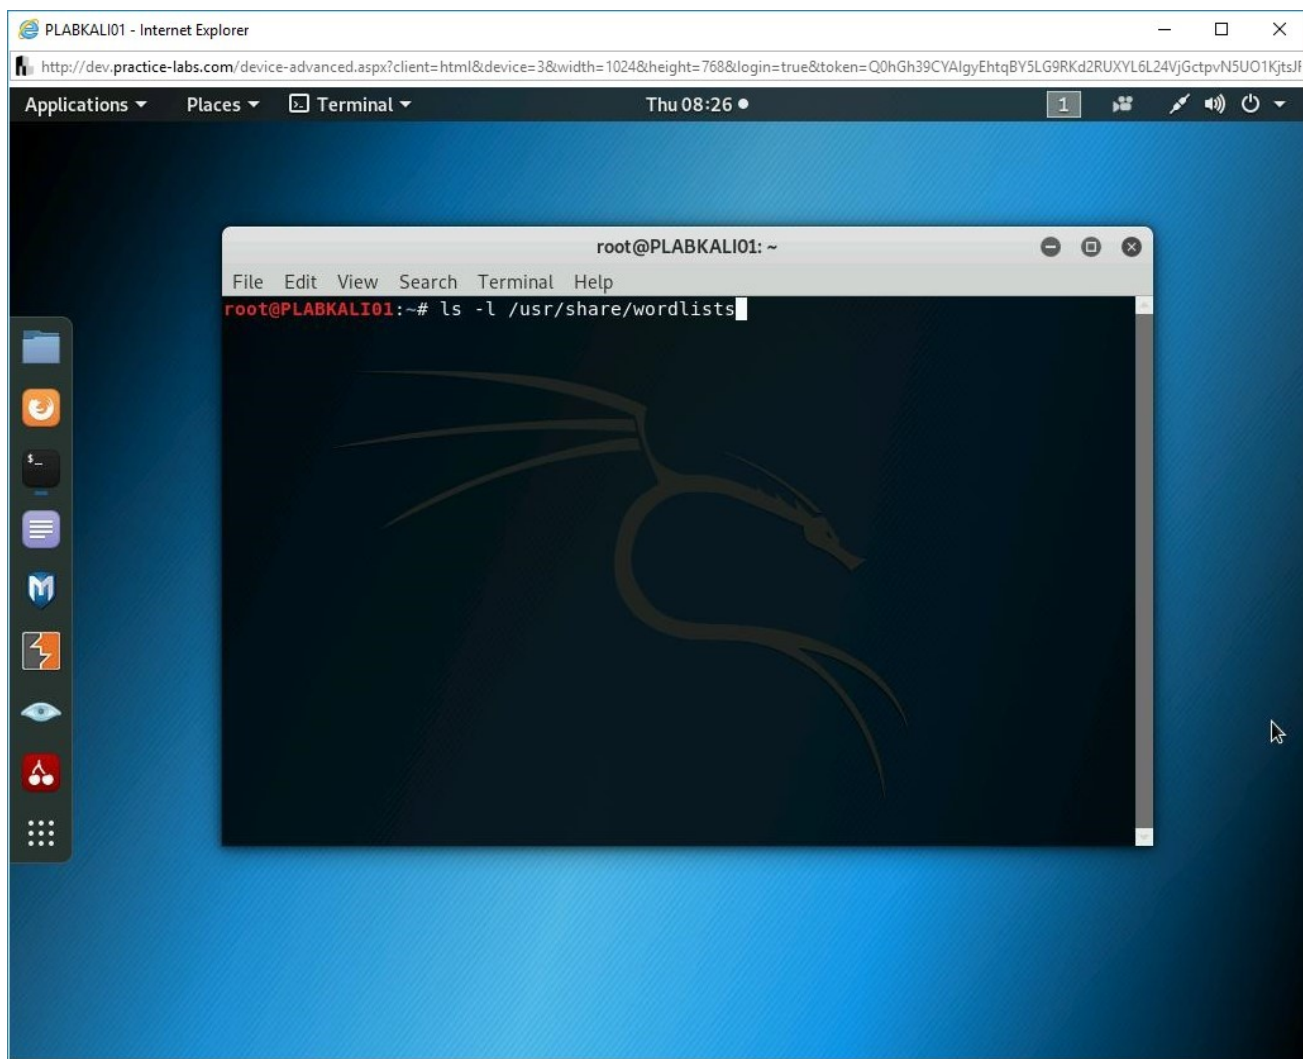 PLABKALI01 - Internet Explorer
http://dev.practice-labs.com/device-advanced.aspx?client=html&device=3&width=1024&height=768&login=true&token=
Applications Places Terminal Thu 08:26 1
root@PLABKALI01: ~
File Edit View Search Terminal Help
root@PLABKALI01:~# ls -l /usr/share/wordlists
$_